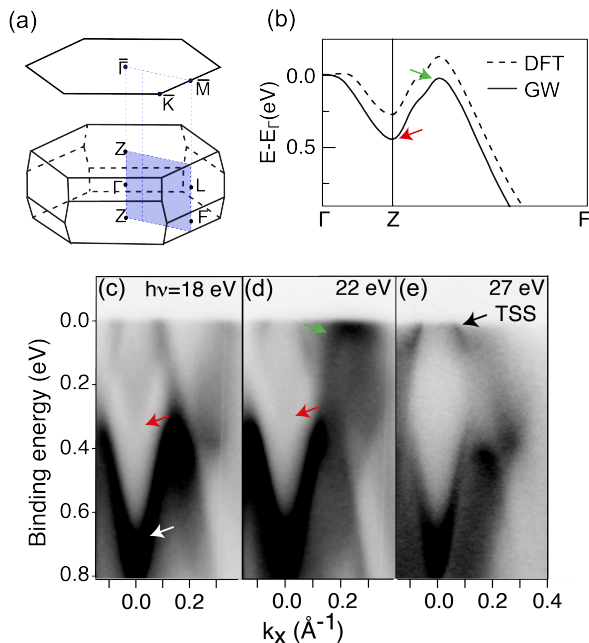 (a)
Γ̅
M̅
K̅
Z
Γ
L
Z
F
(b)
DFT
GW
0.0
0.5
E-EΓ(eV)
Γ
Z
F
(c) hν=18 eV
(d) 22 eV
(e) 27 eV
TSS
0.0
0.2
0.4
0.6
0.8
Binding energy (eV)
0.0 0.2 0.0 0.2 0.0 0.2 0.4
kx (Å-1)